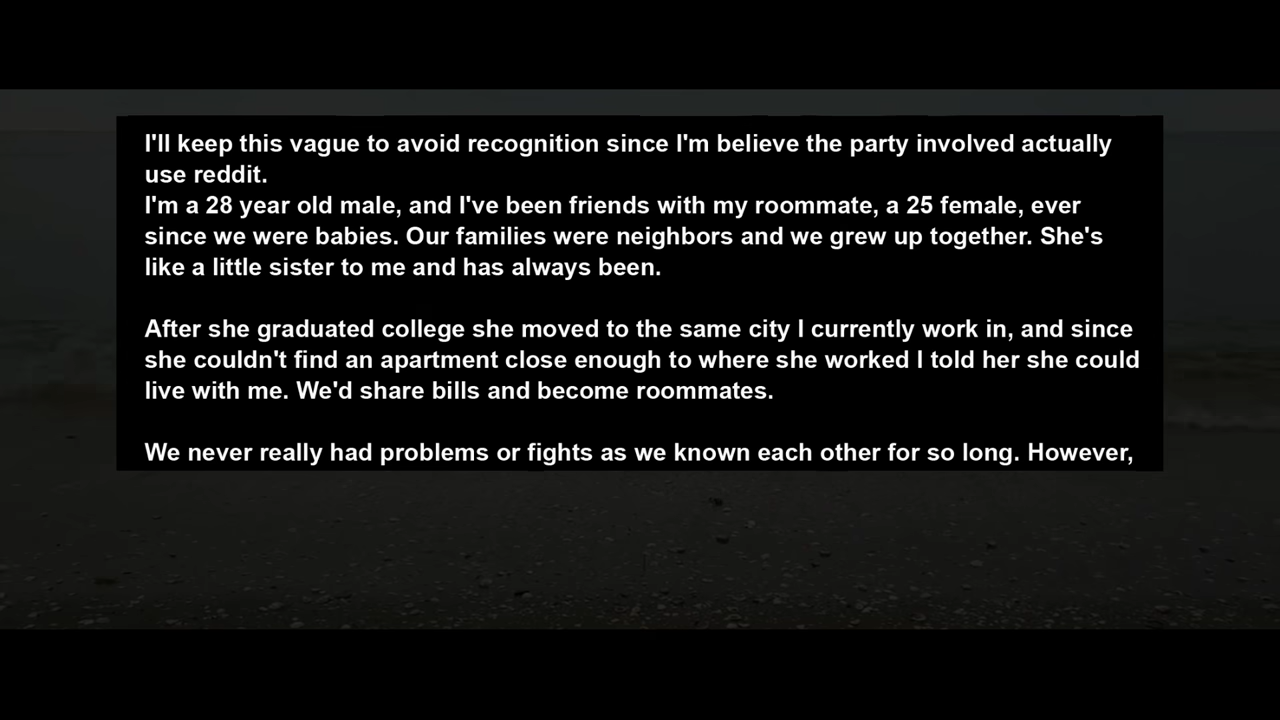 I'll keep this vague to avoid recognition since I'm believe the party involved actually
use reddit.
I'm a 28 year old male, and I've been friends with my roommate, a 25 female, ever
since we were babies. Our families were neighbors and we grew up together. She's
like a little sister to me and has always been.
After she graduated college she moved to the same city I currently work in, and since
she couldn't find an apartment close enough to where she worked I told her she could
live with me. We'd share bills and become roommates.
We never really had problems or fights as we known each other for so long. However,